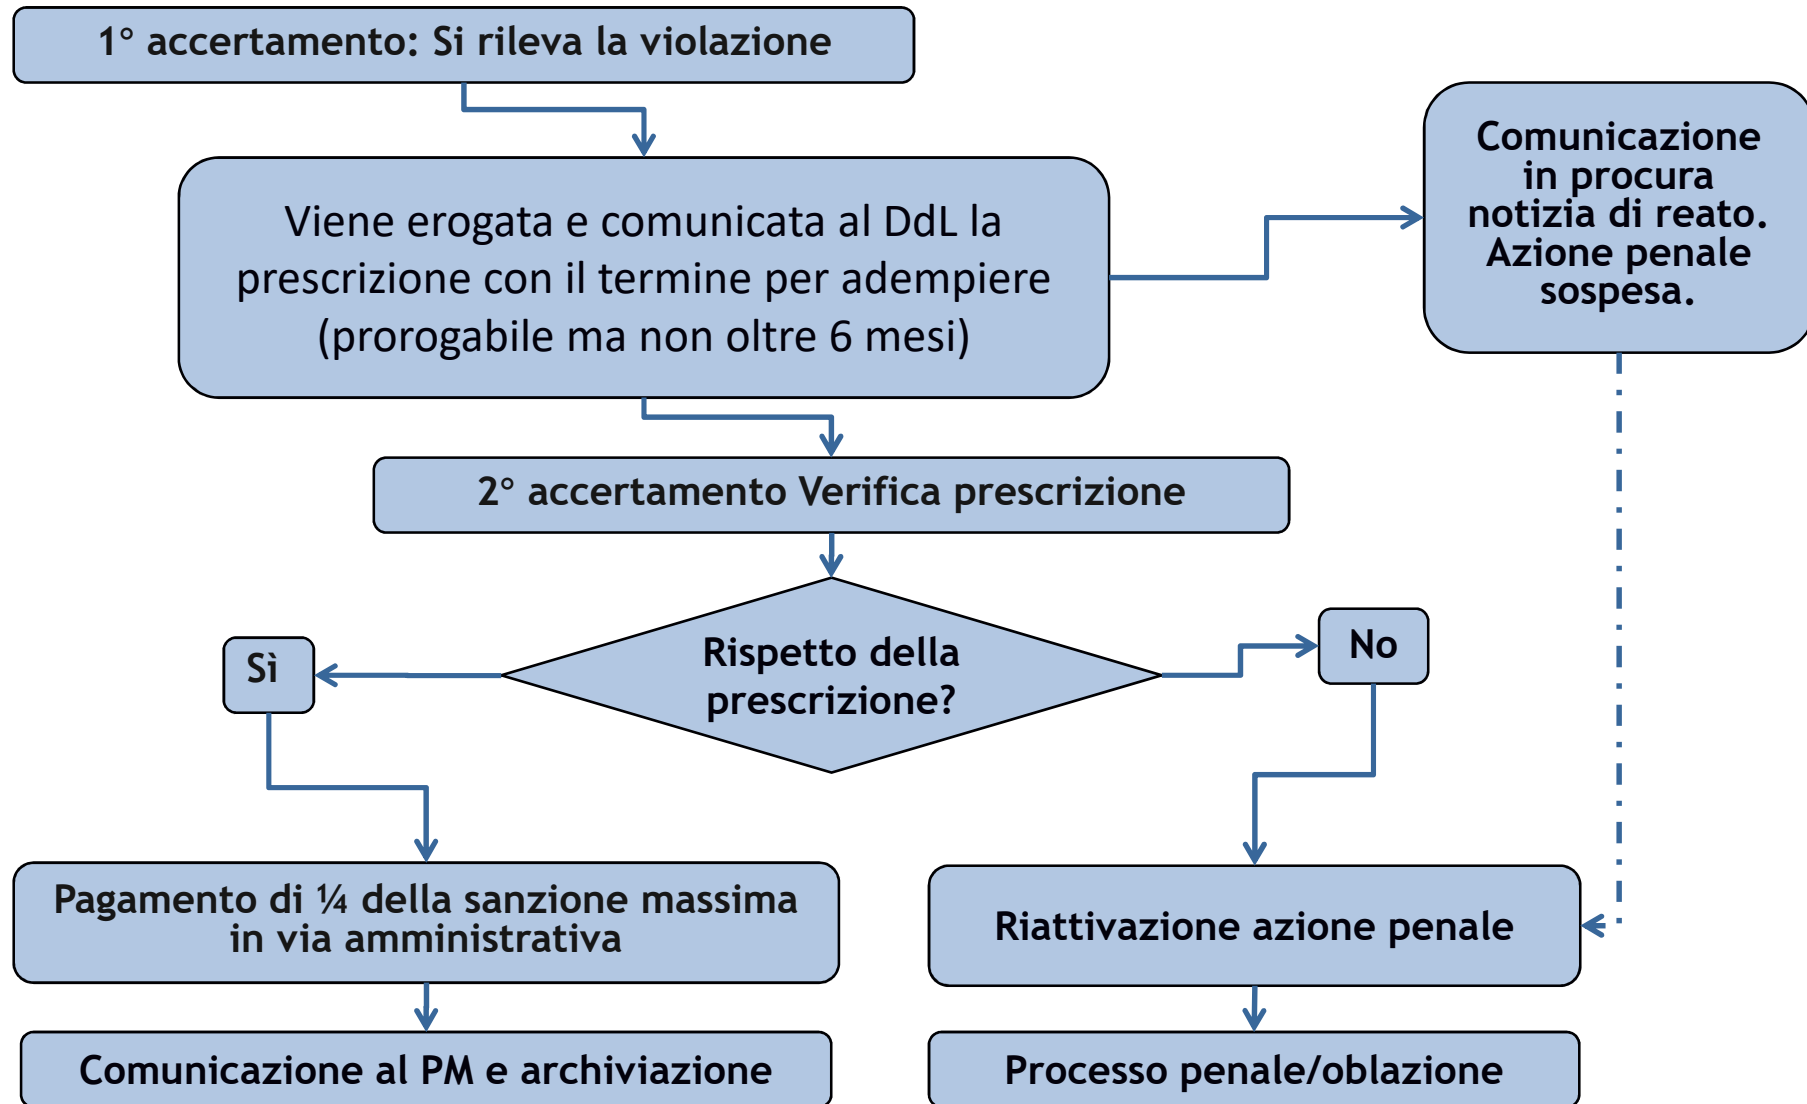 1° accertamento: Si rileva la violazione
Comunicazione
in procura
notizia di reato.
Azione penale
sospesa.
Viene erogata e comunicata al DdL la
prescrizione con il termine per adempiere
(prorogabile ma non oltre 6 mesi)
2° accertamento Verifica prescrizione
Rispetto della
prescrizione?
Sì
No
Pagamento di ¼ della sanzione massima
in via amministrativa
Riattivazione azione penale
Comunicazione al PM e archiviazione
Processo penale/oblazione